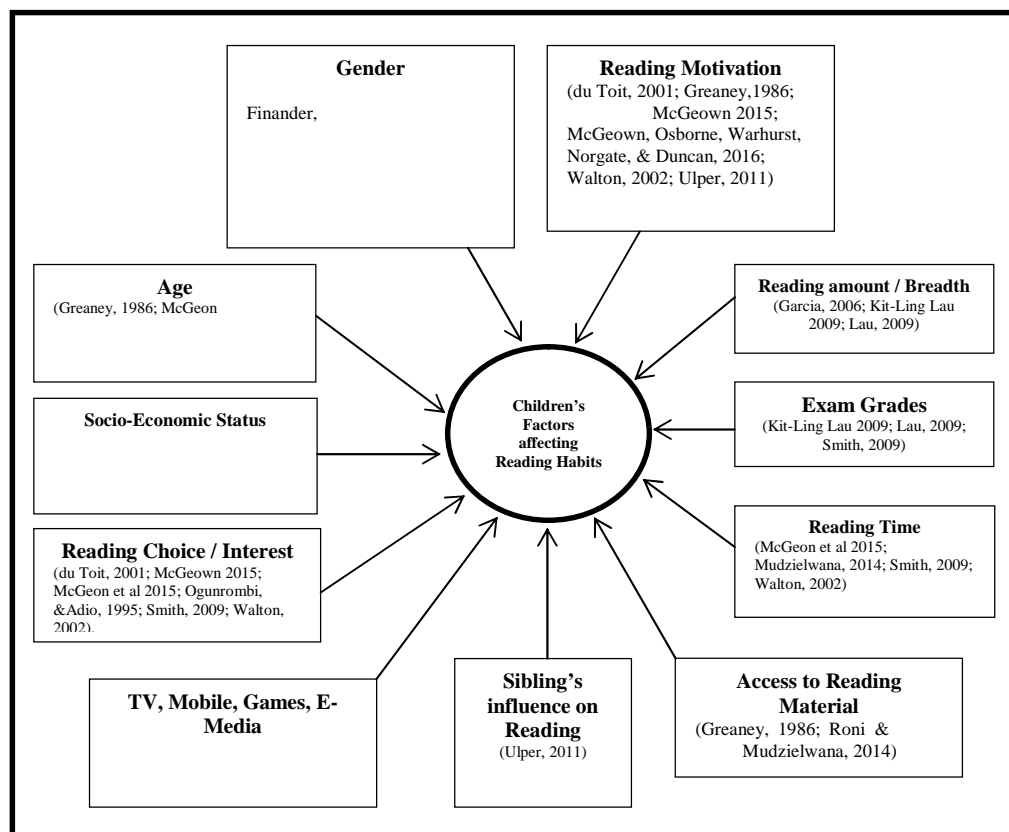 Gender
Finander,
Reading Motivation
(du Toit, 2001; Greaney,1986;
McGeown 2015;
McGeown, Osborne, Warhurst,
Norgate, & Duncan, 2016;
Walton, 2002; Ulper, 2011)
Age
(Greaney, 1986; McGeon
Reading amount / Breadth
(Garcia, 2006; Kit-Ling Lau
2009; Lau, 2009)
Socio-Economic Status
Children's
Factors
affecting
Reading Habits
Exam Grades
(Kit-Ling Lau 2009; Lau, 2009;
Smith, 2009)
Reading Choice / Interest
(du Toit, 2001; McGeown 2015;
McGeon et al 2015; Ogunrombi,
&Adio, 1995; Smith, 2009; Walton,
2002).
Reading Time
(McGeon et al 2015;
Mudzielwana, 2014; Smith, 2009;
Walton, 2002)
TV, Mobile, Games, E-
Media
Sibling's
influence on
Reading
(Ulper, 2011)
Access to Reading
Material
(Greaney, 1986; Roni &
Mudzielwana, 2014)